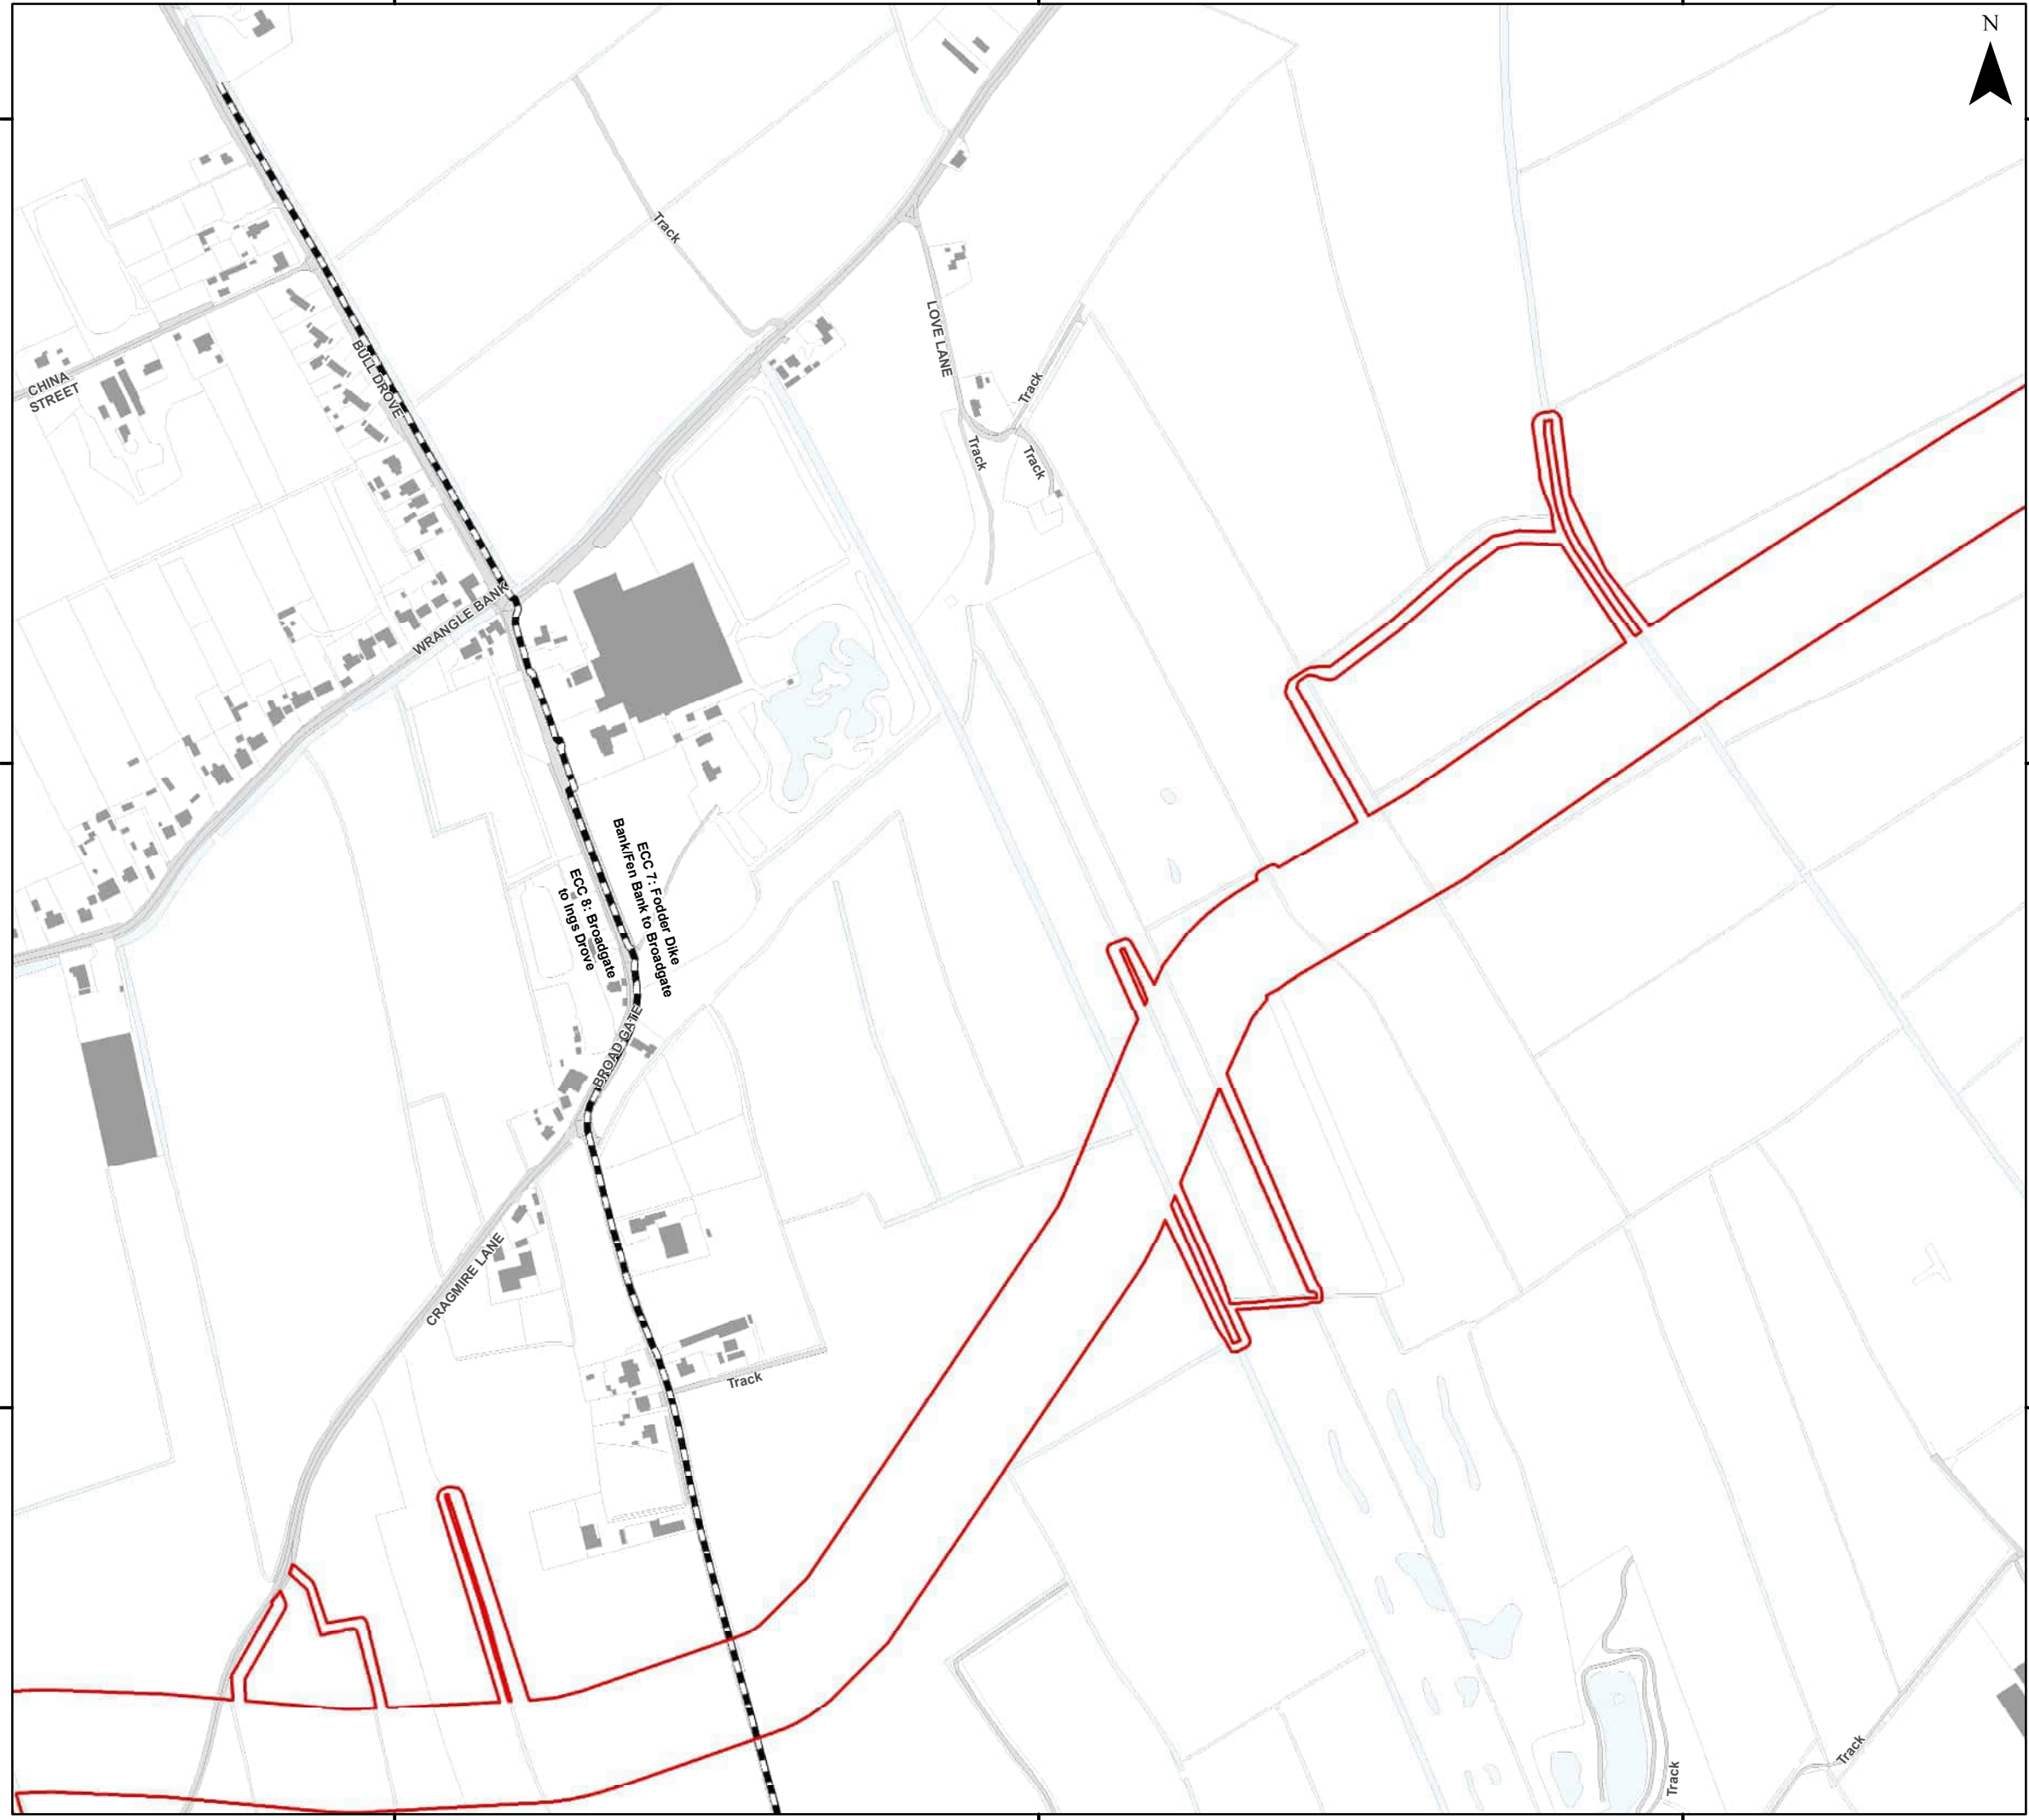 N
Track
LOVE LANE
BULL DROVE
CHINA
STREET
Track
Track
Track
WRANGLE BANK
ECC 7: Fodder Dike
Bank/Fen Bank to Broadgate
ECC 8: Broadgate
to Ings Drove
BROAD GATE
CRAGMIRE LANE
Track
Track
Track